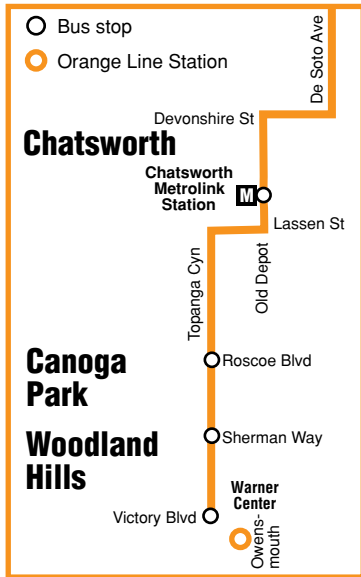 Bus stop
Orange Line Station
De Soto Ave
Devonshire St
Chatsworth
Chatsworth
Metrolink
Station
M
Lassen St
Topanga Cyn
Old Depot
Canoga
Park
Roscoe Blvd
Woodland
Hills
Sherman Way
Warner
Center
Victory Blvd
Owens-
mouth